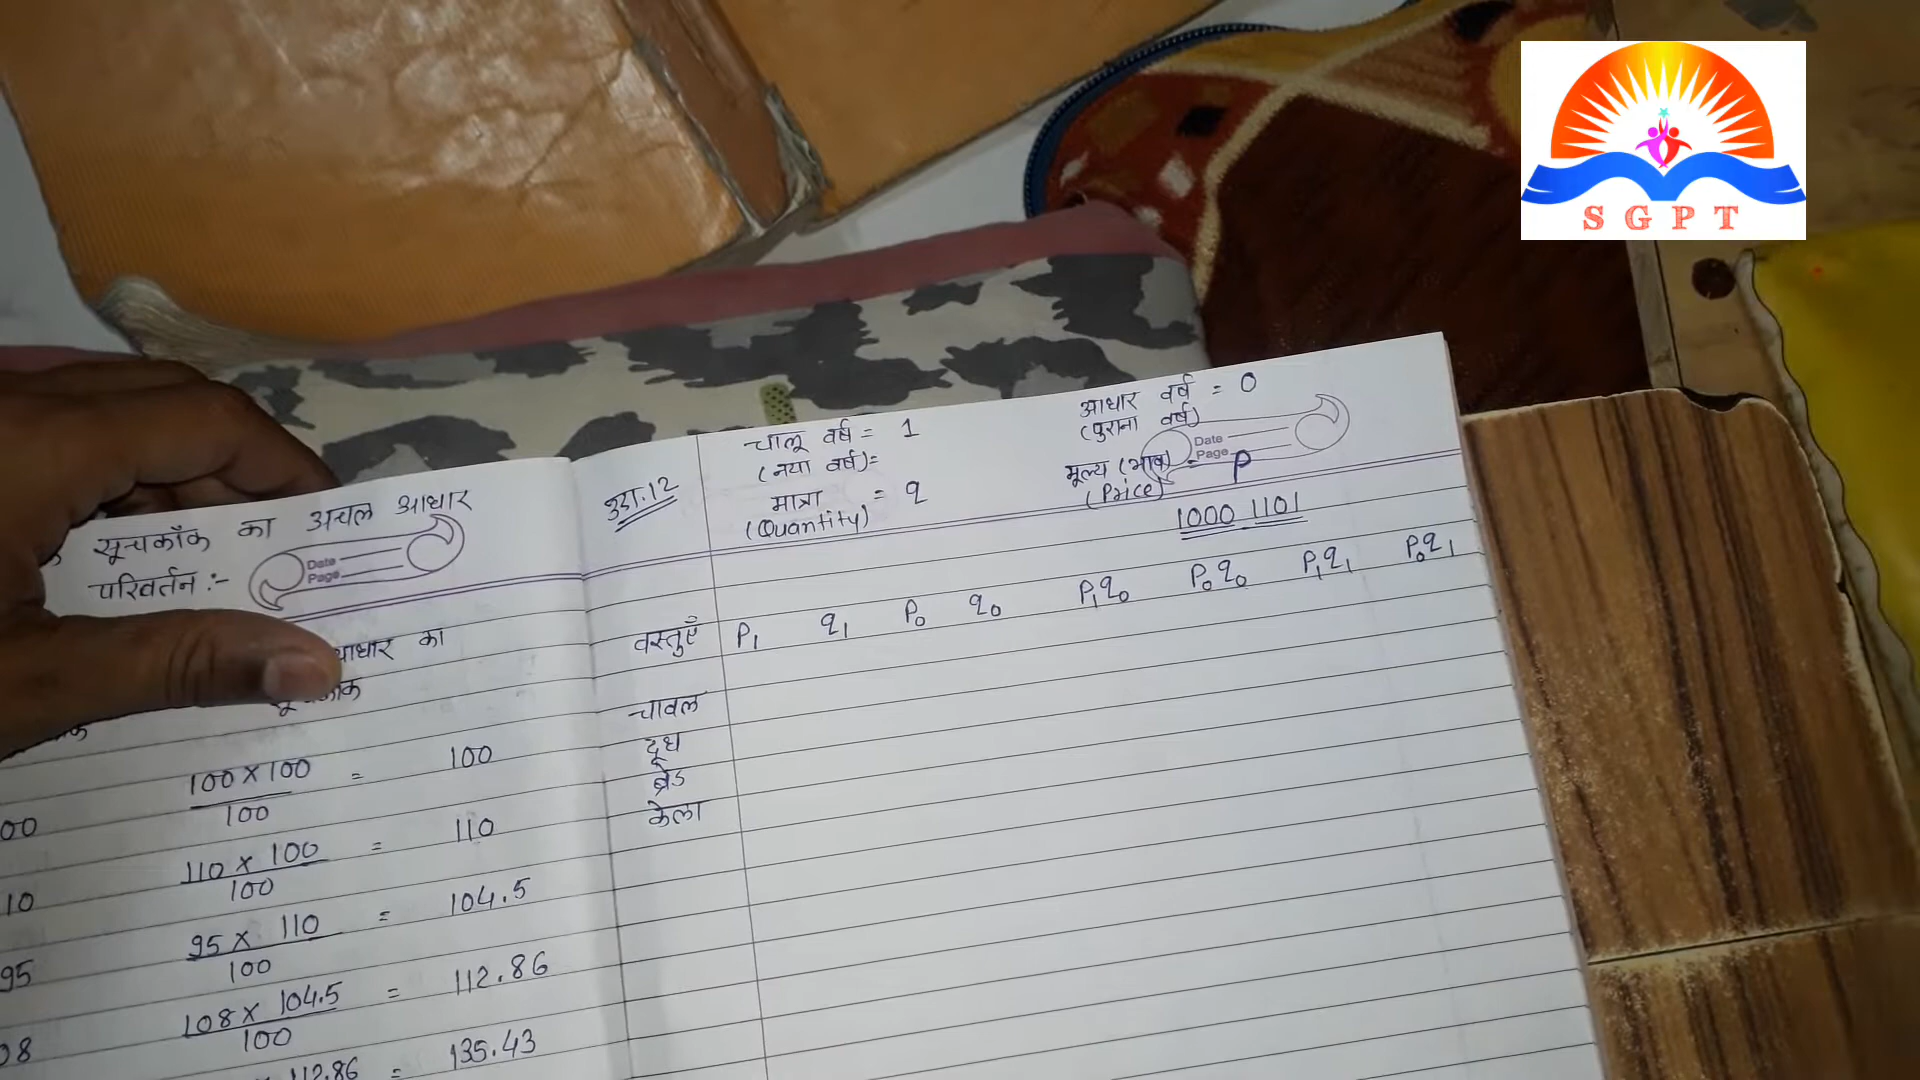 सूचकाँक का अचल आधार
परिवर्तन :-
Date
Page
आधार का
100 × 100 = 100
100
110 × 100 = 110
100
95 × 110 = 104.5
100
108 × 104.5 = 112.86
100
112.86 = 135.43
00
10
95
08
उदा.12
चालू वर्ष = 1
(नया वर्ष)=
मात्रा = q
(Quantity)
आधार वर्ष = 0
(पुराना वर्ष)
Date
Page
मूल्य (भाव) = P
(Price)
1000 1101
वस्तुएँ P₁ q₁ P₀ q₀ P₁q₀ P₀q₀ P₁q₁ P₀q₁
चावल
दूध
ब्रेड
केला
SGPT